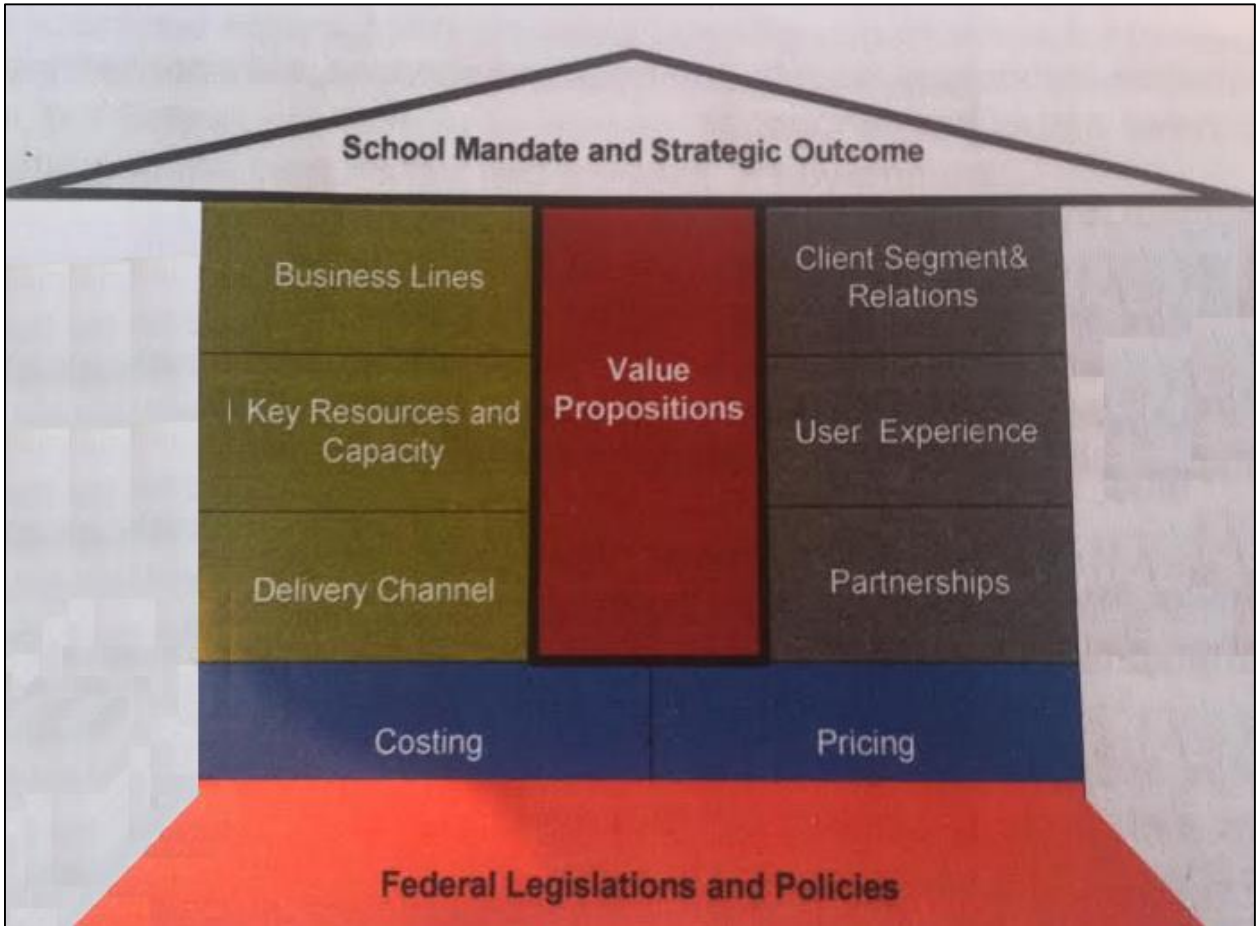 School Mandate and Strategic Outcome
Business Lines
Key Resources and
Capacity
Delivery Channel
Value
Propositions
Client Segment&
Relations
User Experience
Partnerships
Costing
Pricing
Federal Legislations and Policies